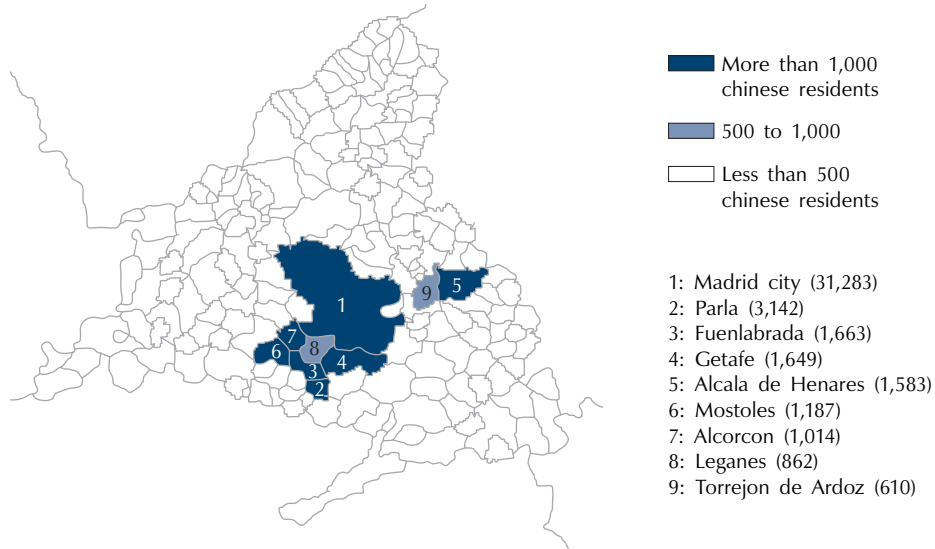 More than 1,000
chinese residents
500 to 1,000
Less than 500
chinese residents
1: Madrid city (31,283)
2: Parla (3,142)
3: Fuenlabrada (1,663)
4: Getafe (1,649)
5: Alcala de Henares (1,583)
6: Mostoles (1,187)
7: Alcorcon (1,014)
8: Leganes (862)
9: Torrejon de Ardoz (610)
1
9
5
7
8
6
4
3
2